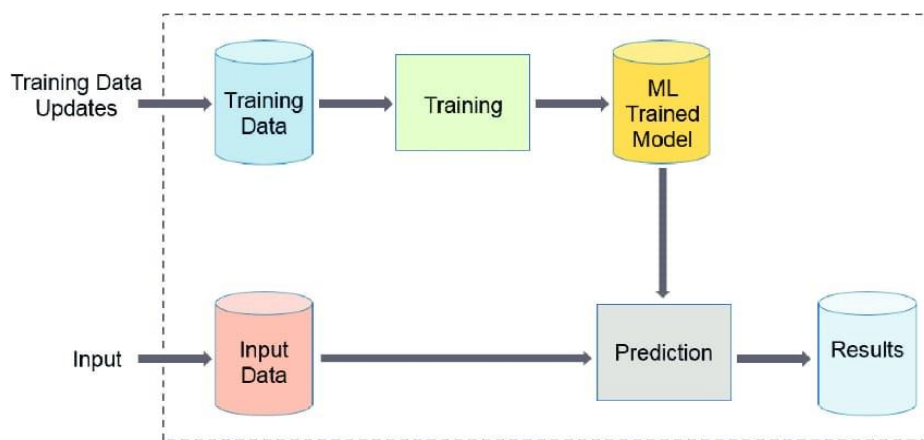 Training Data
Updates
Training
Data
Training
ML
Trained
Model
Input
Input
Data
Prediction
Results